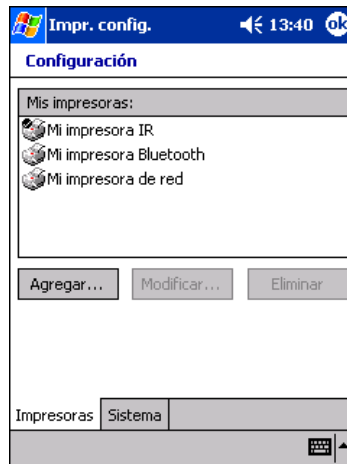 Impr. config. 13:40 ok
Configuración
Mis impresoras:
Mi impresora IR
Mi impresora Bluetooth
Mi impresora de red
Agregar... Modificar... Eliminar
Impresoras Sistema